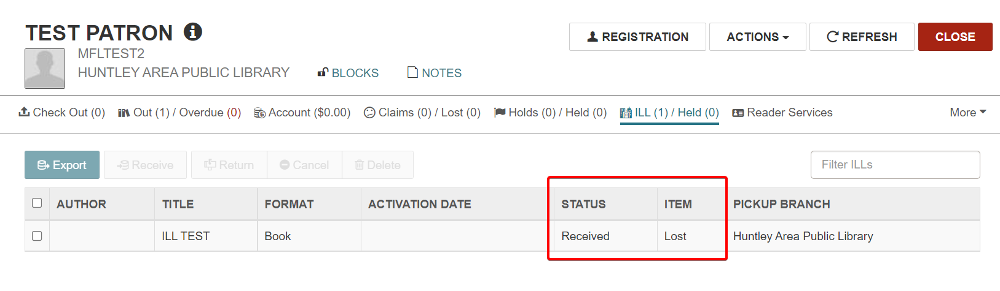 TEST PATRON
REGISTRATION ACTIONS REFRESH CLOSE
MFLTEST2
HUNTLEY AREA PUBLIC LIBRARY BLOCKS NOTES
Check Out (0) Out (1) / Overdue (0) Account ($0.00) Claims (0) / Lost (0) Holds (0) / Held (0) ILL (1) / Held (0) Reader Services More
Export Receive Return Cancel Delete Filter ILLs
AUTHOR TITLE FORMAT ACTIVATION DATE STATUS ITEM PICKUP BRANCH
ILL TEST Book Received Lost Huntley Area Public Library